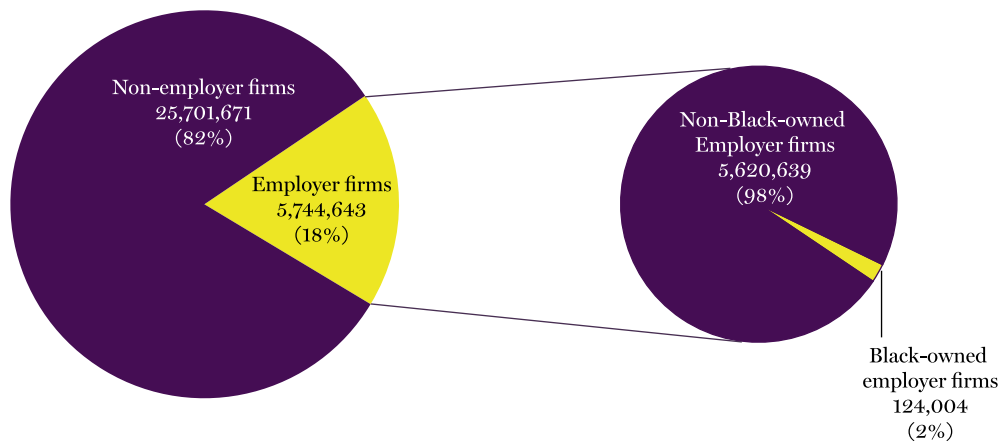 Non-employer firms
25,701,671
(82%)
Employer firms
5,744,643
(18%)
Non-Black-owned
Employer firms
5,620,639
(98%)
Black-owned
employer firms
124,004
(2%)